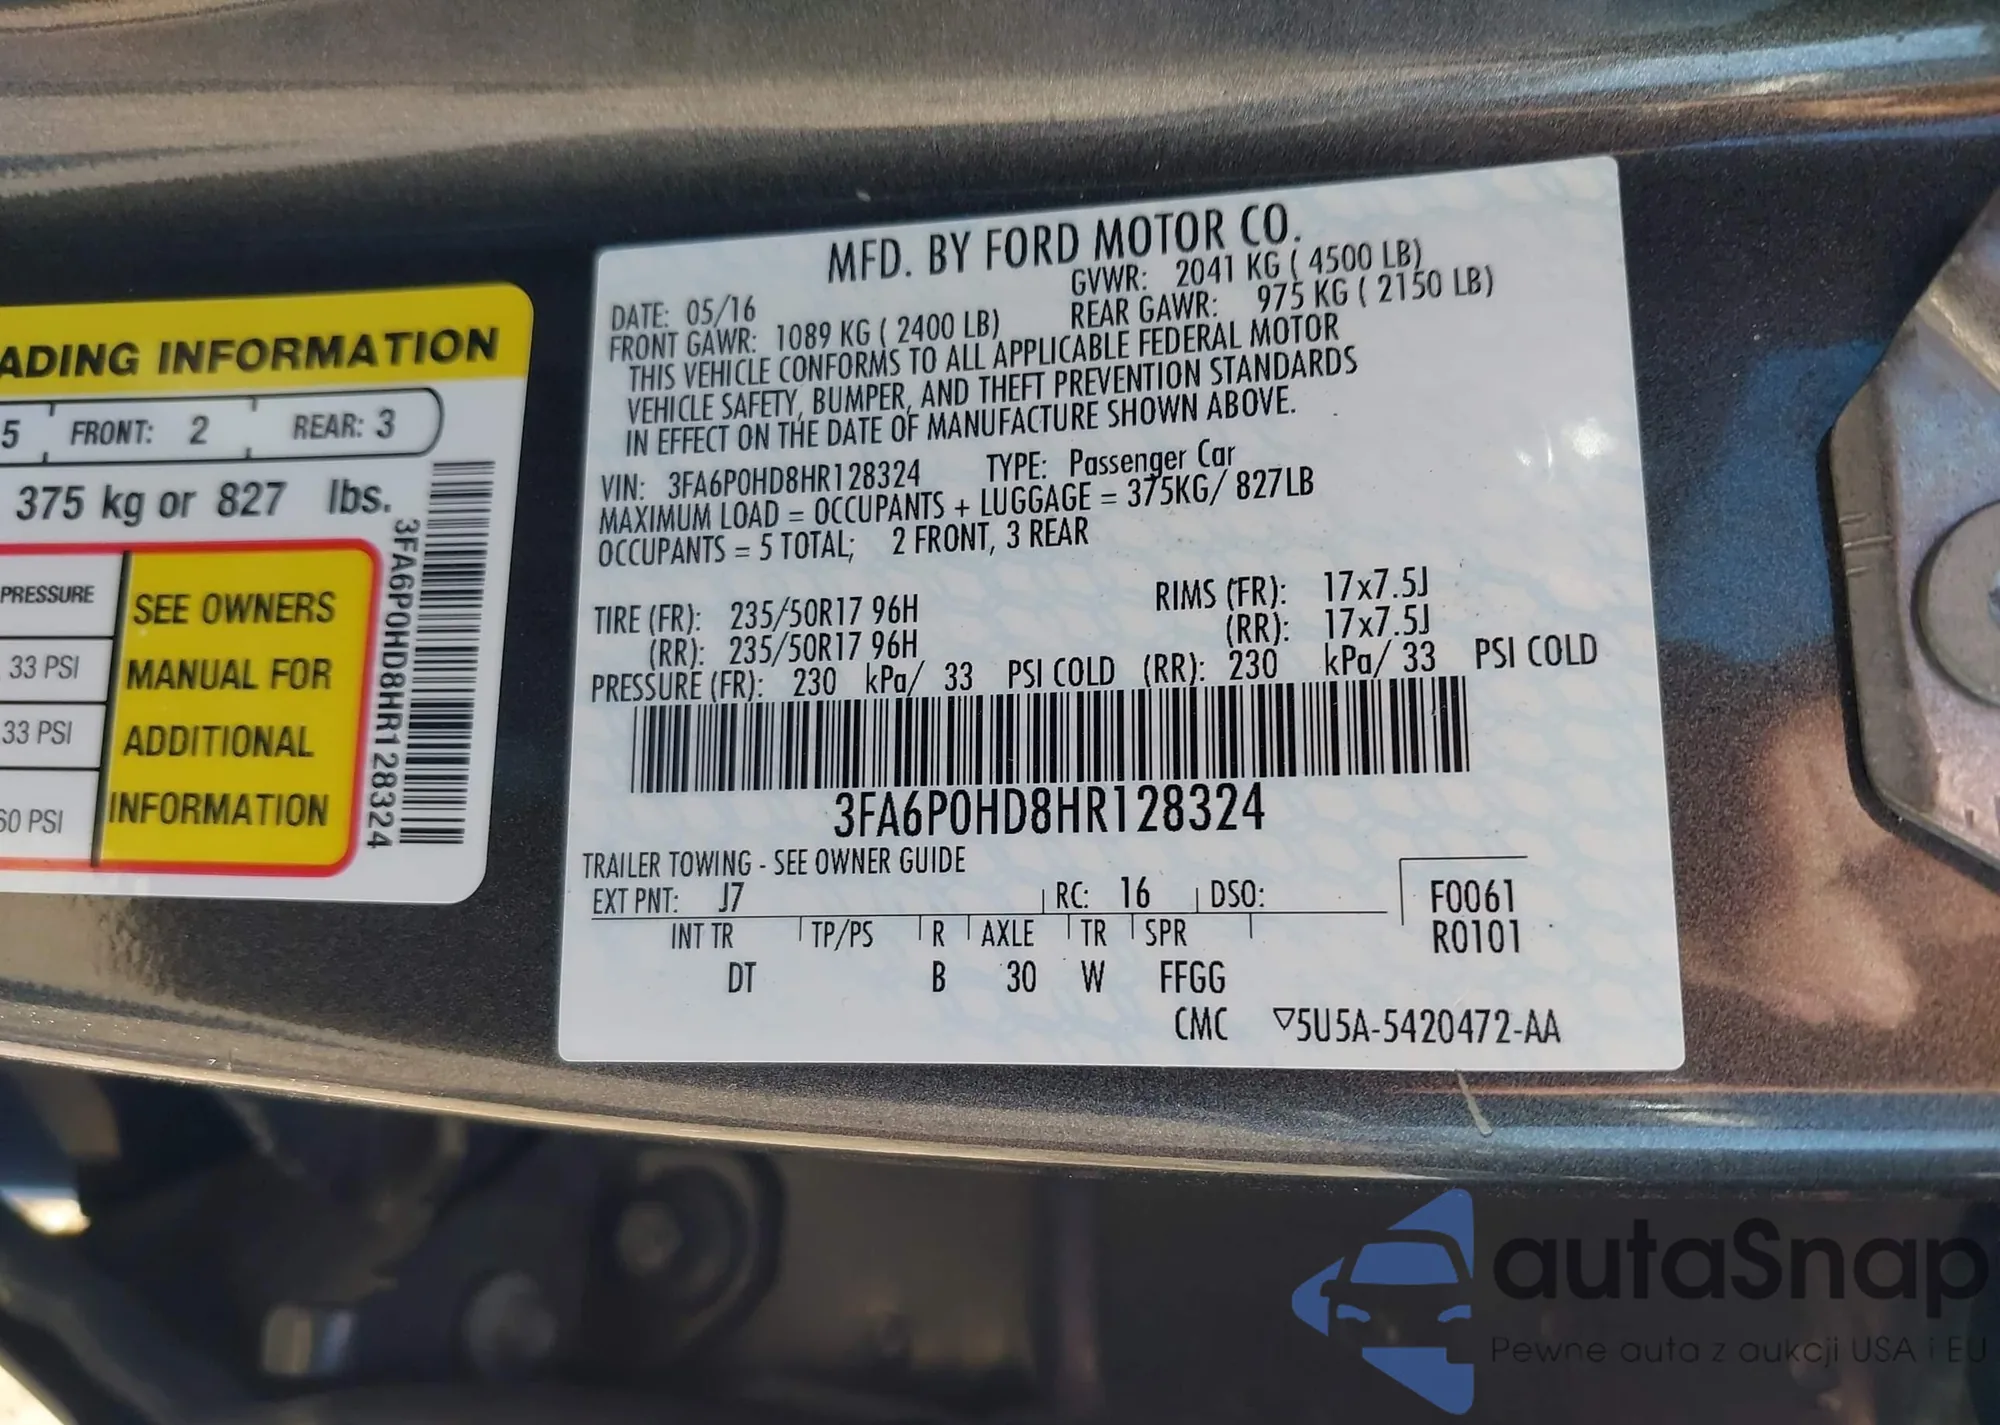 ADING INFORMATION
5 FRONT: 2 REAR: 3
375 kg or 827 lbs.
PRESSURE
33 PSI
33 PSI
60 PSI
SEE OWNERS
MANUAL FOR
ADDITIONAL
INFORMATION
3FA6P0HD8HR128324
MFD. BY FORD MOTOR CO.
DATE: 05/16 GVWR: 2041 KG ( 4500 LB)
FRONT GAWR: 1089 KG ( 2400 LB) REAR GAWR: 975 KG ( 2150 LB)
THIS VEHICLE CONFORMS TO ALL APPLICABLE FEDERAL MOTOR
VEHICLE SAFETY, BUMPER, AND THEFT PREVENTION STANDARDS
IN EFFECT ON THE DATE OF MANUFACTURE SHOWN ABOVE.
VIN: 3FA6P0HD8HR128324 TYPE: Passenger Car
MAXIMUM LOAD = OCCUPANTS + LUGGAGE = 375KG/ 827LB
OCCUPANTS = 5 TOTAL; 2 FRONT, 3 REAR
TIRE (FR): 235/50R17 96H RIMS (FR): 17x7.5J
(RR): 235/50R17 96H (RR): 17x7.5J
PRESSURE (FR): 230 kPa/ 33 PSI COLD (RR): 230 kPa/ 33 PSI COLD
3FA6P0HD8HR128324
TRAILER TOWING - SEE OWNER GUIDE
EXT PNT: J7 RC: 16 DSO: F0061
INT TR TP/PS R AXLE TR SPR R0101
DT B 30 W FFGG
CMC ▽5U5A-5420472-AA
autaSnap
Pewne auta z aukcji USA i EU